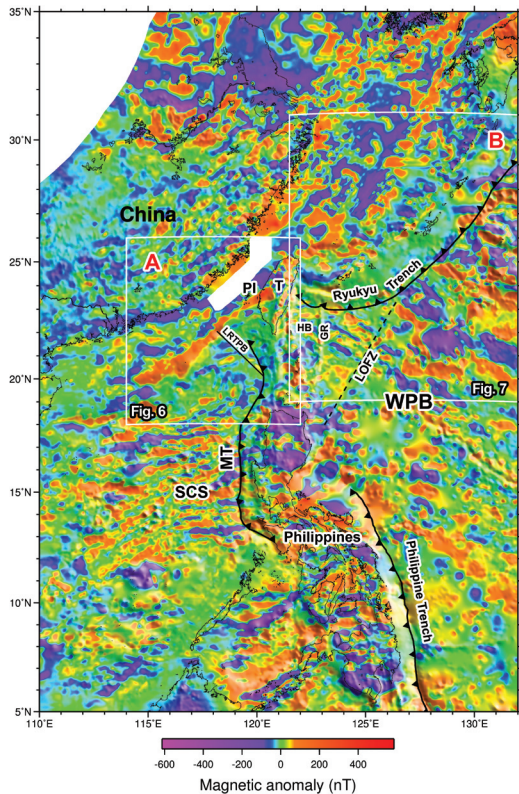 35˚N
30˚N
B
China
25˚N
A
PI
T
Ryukyu Trench
HB
GR
LRTPB
LOFZ
20˚N
Fig. 6
WPB
Fig. 7
MT
SCS
15˚N
Philippines
Philippine Trench
10˚N
5˚N
110˚E
115˚E
120˚E
125˚E
130˚E
-600
-400
-200
0
200
400
Magnetic anomaly (nT)